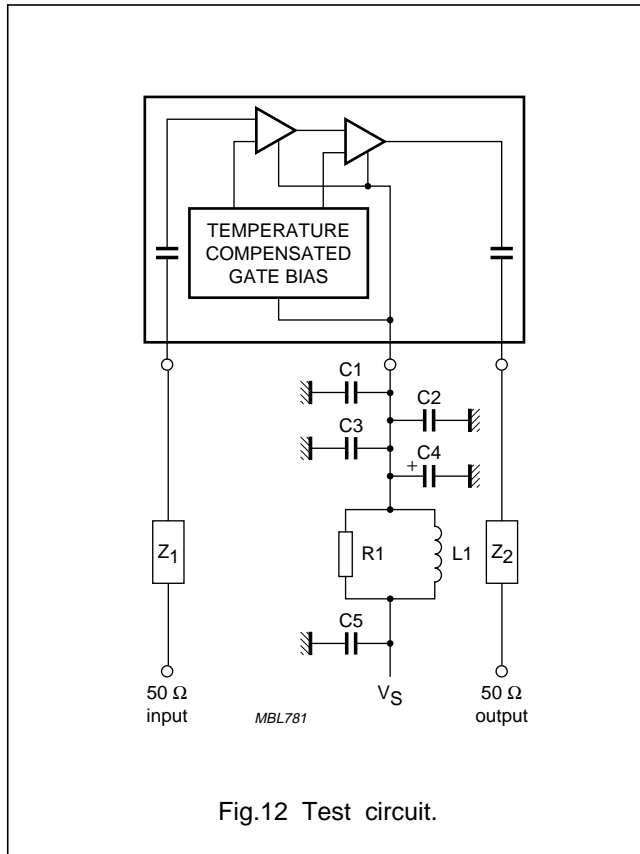 TEMPERATURE
COMPENSATED
GATE BIAS
C1
C2
C3
+ C4
Z1
R1
L1
Z2
C5
50 Ω
input
MBL781
VS
50 Ω
output
Fig.12 Test circuit.